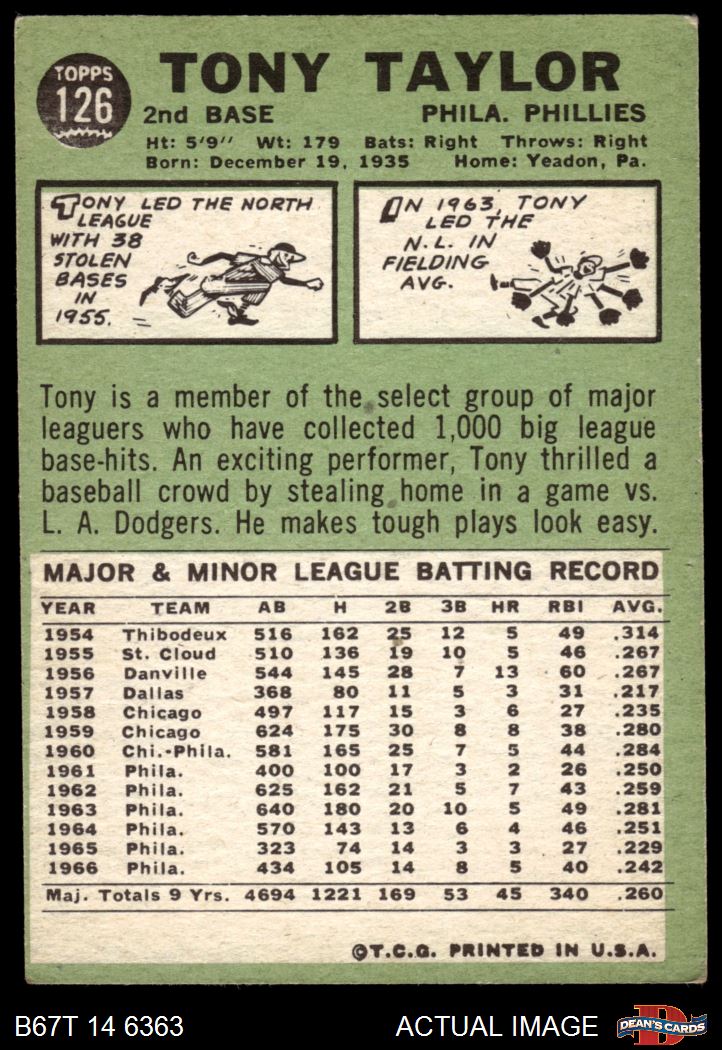 TOPPS
126
TONY TAYLOR
2nd BASE PHILA. PHILLIES
Ht: 5'9" Wt: 179 Bats: Right Throws: Right
Born: December 19, 1935 Home: Yeadon, Pa.
TONY LED THE NORTH
LEAGUE
WITH 38
STOLEN
BASES
IN
1955.
IN 1963, TONY
LED THE
N.L. IN
FIELDING
AVG.
Tony is a member of the select group of major
leaguers who have collected 1,000 big league
base-hits. An exciting performer, Tony thrilled a
baseball crowd by stealing home in a game vs.
L. A. Dodgers. He makes tough plays look easy.
MAJOR & MINOR LEAGUE BATTING RECORD
YEAR TEAM AB H 2B 3B HR RBI AVG.
1954 Thibodeux 516 162 25 12 5 49 .314
1955 St. Cloud 510 136 19 10 5 46 .267
1956 Danville 544 145 28 7 13 60 .267
1957 Dallas 368 80 11 5 3 31 .217
1958 Chicago 497 117 15 3 6 27 .235
1959 Chicago 624 175 30 8 8 38 .280
1960 Chi.-Phila. 581 165 25 7 5 44 .284
1961 Phila. 400 100 17 3 2 26 .250
1962 Phila. 625 162 21 5 7 43 .259
1963 Phila. 640 180 20 10 5 49 .281
1964 Phila. 570 143 13 6 4 46 .251
1965 Phila. 323 74 14 3 3 27 .229
1966 Phila. 434 105 14 8 5 40 .242
Maj. Totals 9 Yrs. 4694 1221 169 53 45 340 .260
©T.C.G. PRINTED IN U.S.A.
B67T 14 6363 ACTUAL IMAGE
D
DEAN'S CARDS